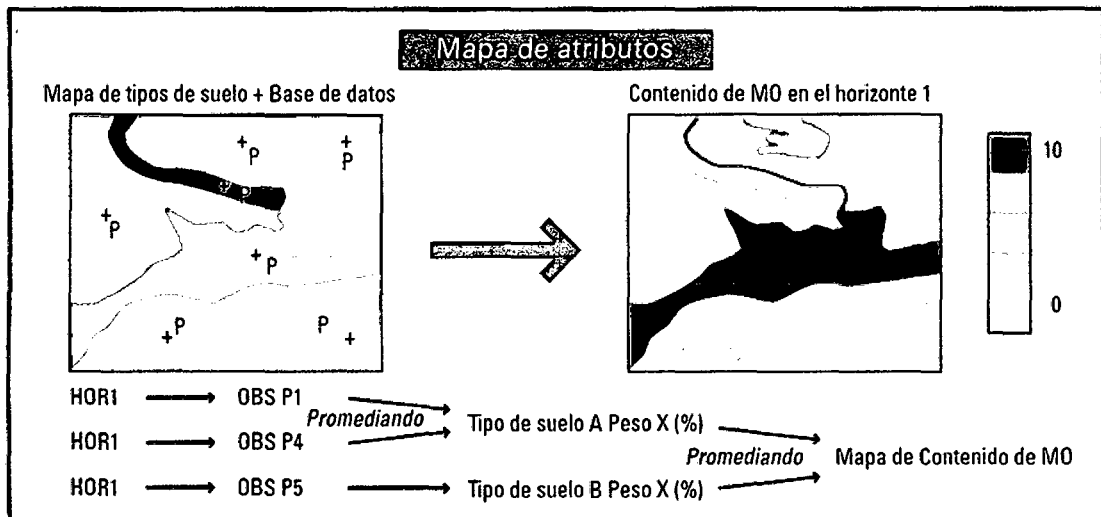 Mapa de atributos
Mapa de tipos de suelo + Base de datos
Contenido de MO en el horizonte 1
+ P
+ P
+ P
+ P
+ P
+ P
P +
10
0
HOR1 OBS P1
Promediando
Tipo de suelo A Peso X (%)
HOR1 OBS P4
Promediando
Mapa de Contenido de MO
HOR1 OBS P5
Tipo de suelo B Peso X (%)